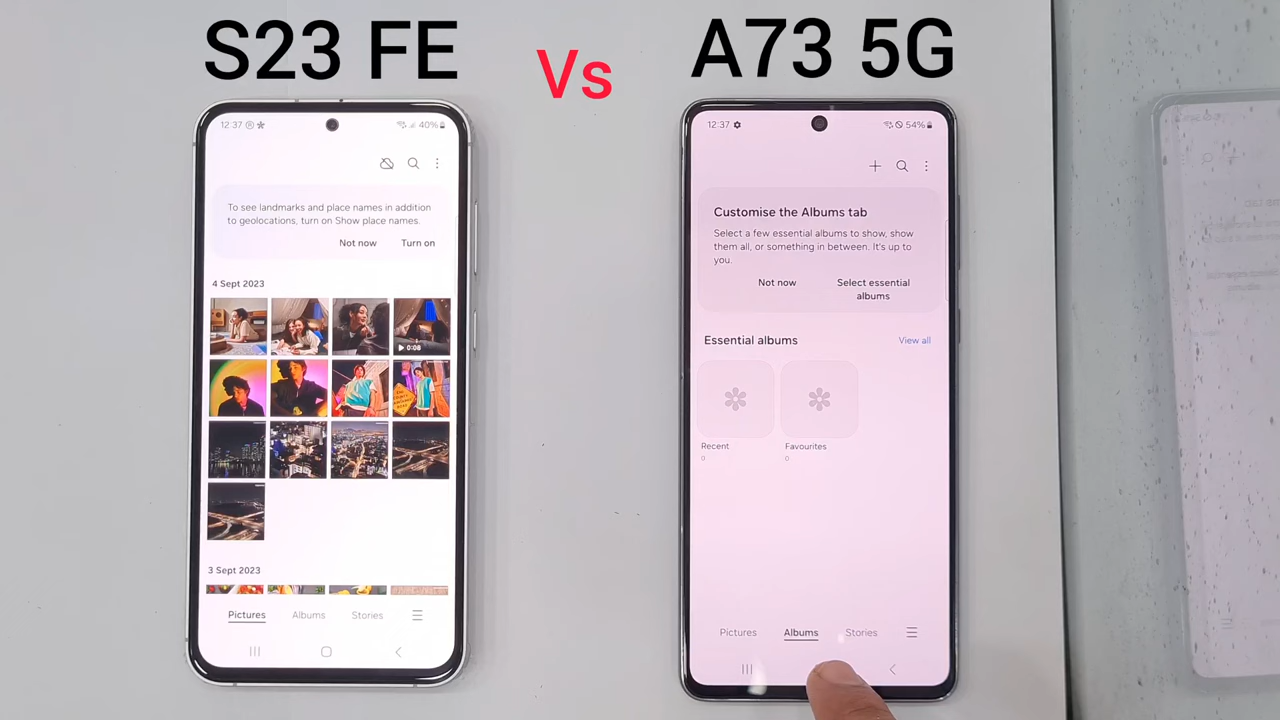 S23 FE
Vs
A73 5G
12:37
40%
To see landmarks and place names in addition
to geolocations, turn on Show place names.
Not now Turn on
4 Sept 2023
0:08
3 Sept 2023
Pictures Albums Stories
12:37
54%
Customise the Albums tab
Select a few essential albums to show, show
them all, or something in between. It's up to
you.
Not now Select essential
albums
Essential albums View all
Recent Favourites
0 0
Pictures Albums Stories